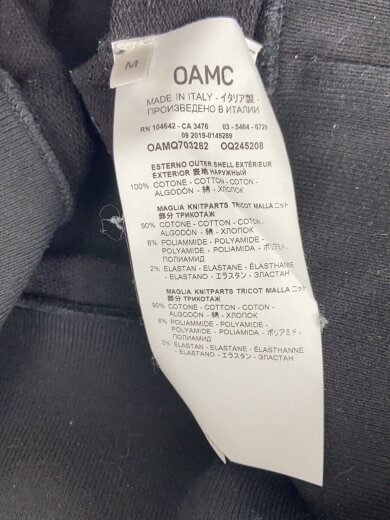 M
OAMC
MADE IN ITALY - イタリア製 -
ПРОИЗВЕДЕНО В ИТАЛИИ
RN 104642 - CA 3476 03 - 5464 - 6726
09 2019-0149289
OAMQ703282 OQ245208
ESTERNO OUTER SHELL EXTÉRIEUR
EXTERIOR 表地 НАРУЖНЫЙ
100% COTONE - COTTON - COTON -
ALGODÓN - 綿 - ХЛОПОК
MAGLIA KNITPARTS TRICOT MALLA ニット
部分 ТРИКОТАЖ
90% COTONE - COTTON - COTON -
ALGODÓN - 綿 - ХЛОПОК
8% POLIAMMIDE - POLYAMIDE -
POLYAMIDE - POLIAMIDA - ポリアミド -
ПОЛИАМИД
2% ELASTAN - ELASTANE - ÉLASTHANNE
- ELASTANO - エラスタン - ЭЛАСТАН
MAGLIA KNITPARTS TRICOT MALLA ニット
部分 ТРИКОТАЖ
90% COTONE - COTTON - COTON -
ALGODÓN - 綿 - ХЛОПОК
8% POLIAMMIDE - POLYAMIDE -
POLYAMIDE - POLIAMIDA - ポリアミド -
ПОЛИАМИД
2% ELASTAN - ELASTANE - ÉLASTHANNE
- ELASTANO - エラスタン - ЭЛАСТАН